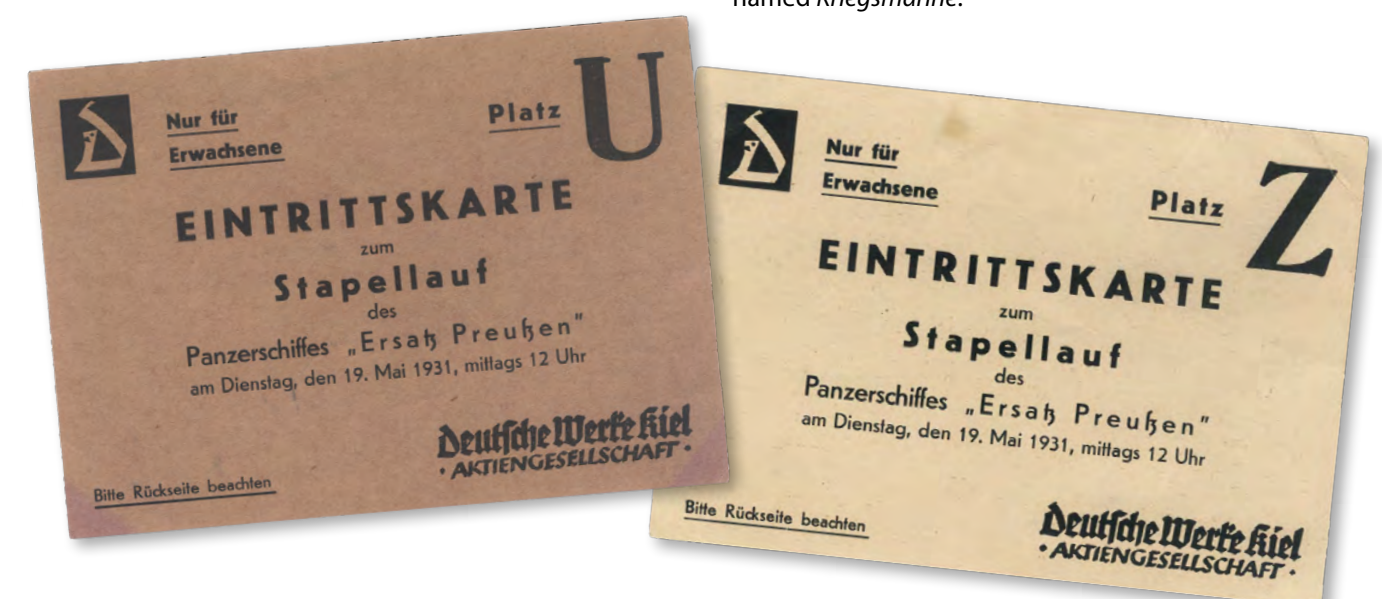 named Kriegsmarine.
Nur für
Erwachsene
Platz U
EINTRITTSKARTE
zum
Stapellauf
des
Panzerschiffes „Ersatz Preußen"
am Dienstag, den 19. Mai 1931, mittags 12 Uhr
Deutsche Werke Kiel
· AKTIENGESELLSCHAFT ·
Bitte Rückseite beachten
Nur für
Erwachsene
Platz Z
EINTRITTSKARTE
zum
Stapellauf
des
Panzerschiffes „Ersatz Preußen"
am Dienstag, den 19. Mai 1931, mittags 12 Uhr
Deutsche Werke Kiel
· AKTIENGESELLSCHAFT ·
Bitte Rückseite beachten